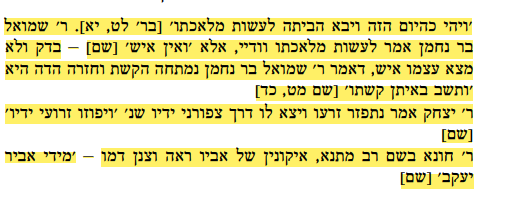 'ויהי כהיום הזה ויבא הביתה לעשות מלאכתו' [בר' לט, יא]. ר' שמואל
בר נחמן אמר לעשות מלאכתו וודיי, אלא 'ואין איש' [שם] – בדק ולא
מצא עצמו איש, דאמר ר' שמואל בר נחמן נמתחה הקשת וחזרה הדה היא
'ותשב באיתן קשתו' [שם מט, כד]
ר' יצחק אמר נתפזר זרעו ויצא לו דרך צפורני ידיו שנ' 'ויפוזו זרועי ידיו'
[שם]
ר' חונא בשם רב מתנא, איקונין של אביו ראה וצנן דמו – 'מידי אביר
יעקב' [שם]